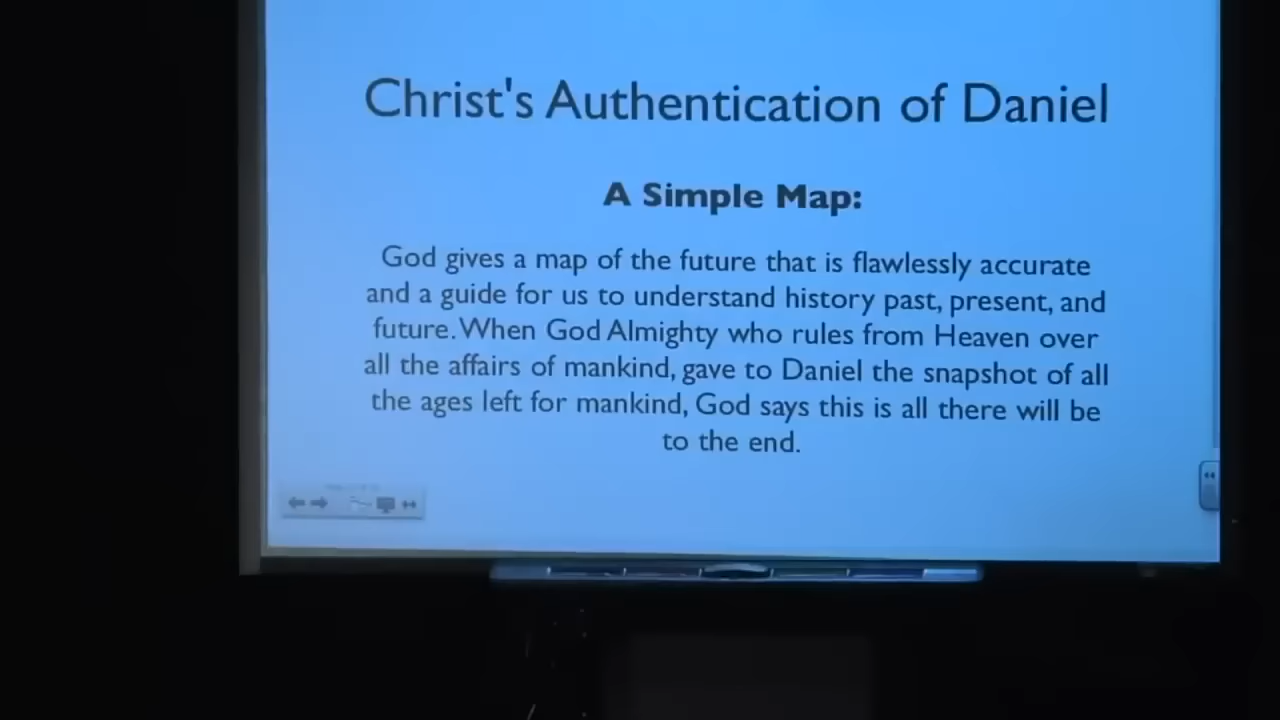 Christ's Authentication of Daniel
A Simple Map:
God gives a map of the future that is flawlessly accurate
and a guide for us to understand history past, present, and
future. When God Almighty who rules from Heaven over
all the affairs of mankind, gave to Daniel the snapshot of all
the ages left for mankind, God says this is all there will be
to the end.